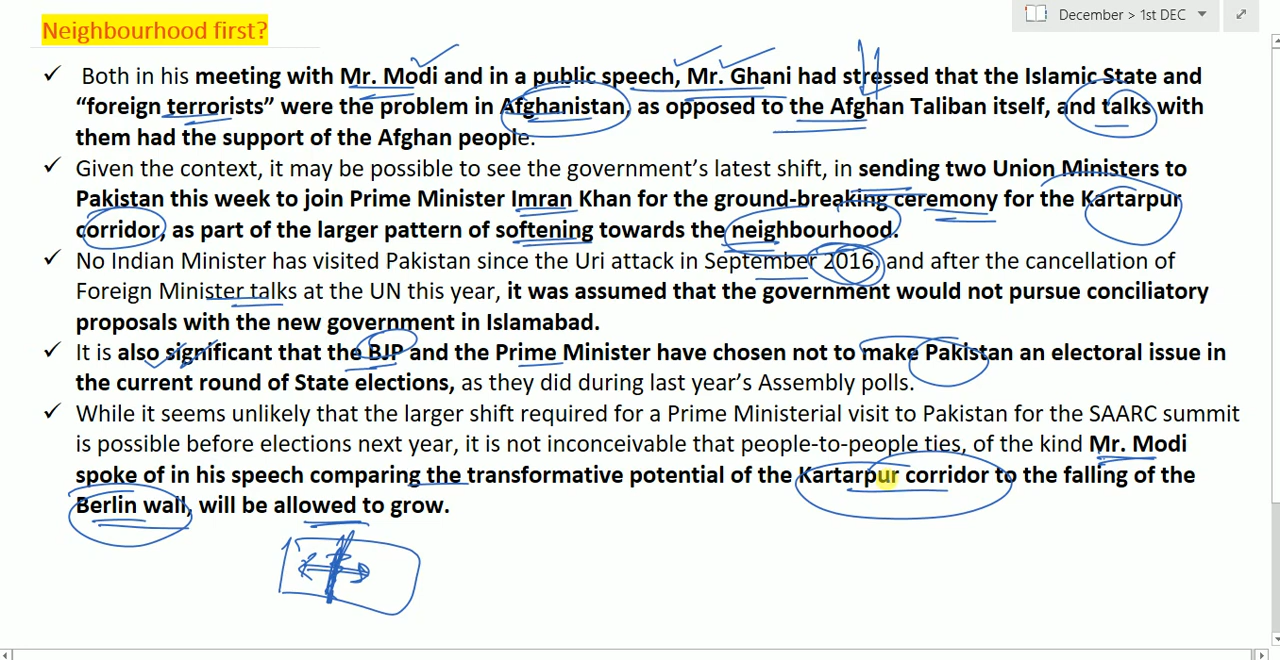 December > 1st DEC
Neighbourhood first?
✓ Both in his meeting with Mr. Modi and in a public speech, Mr. Ghani had stressed that the Islamic State and
“foreign terrorists” were the problem in Afghanistan, as opposed to the Afghan Taliban itself, and talks with
them had the support of the Afghan people.
✓ Given the context, it may be possible to see the government’s latest shift, in sending two Union Ministers to
Pakistan this week to join Prime Minister Imran Khan for the ground-breaking ceremony for the Kartarpur
corridor, as part of the larger pattern of softening towards the neighbourhood.
✓ No Indian Minister has visited Pakistan since the Uri attack in September 2016, and after the cancellation of
Foreign Minister talks at the UN this year, it was assumed that the government would not pursue conciliatory
proposals with the new government in Islamabad.
✓ It is also significant that the BJP and the Prime Minister have chosen not to make Pakistan an electoral issue in
the current round of State elections, as they did during last year’s Assembly polls.
✓ While it seems unlikely that the larger shift required for a Prime Ministerial visit to Pakistan for the SAARC summit
is possible before elections next year, it is not inconceivable that people-to-people ties, of the kind Mr. Modi
spoke of in his speech comparing the transformative potential of the Kartarpur corridor to the falling of the
Berlin wall, will be allowed to grow.